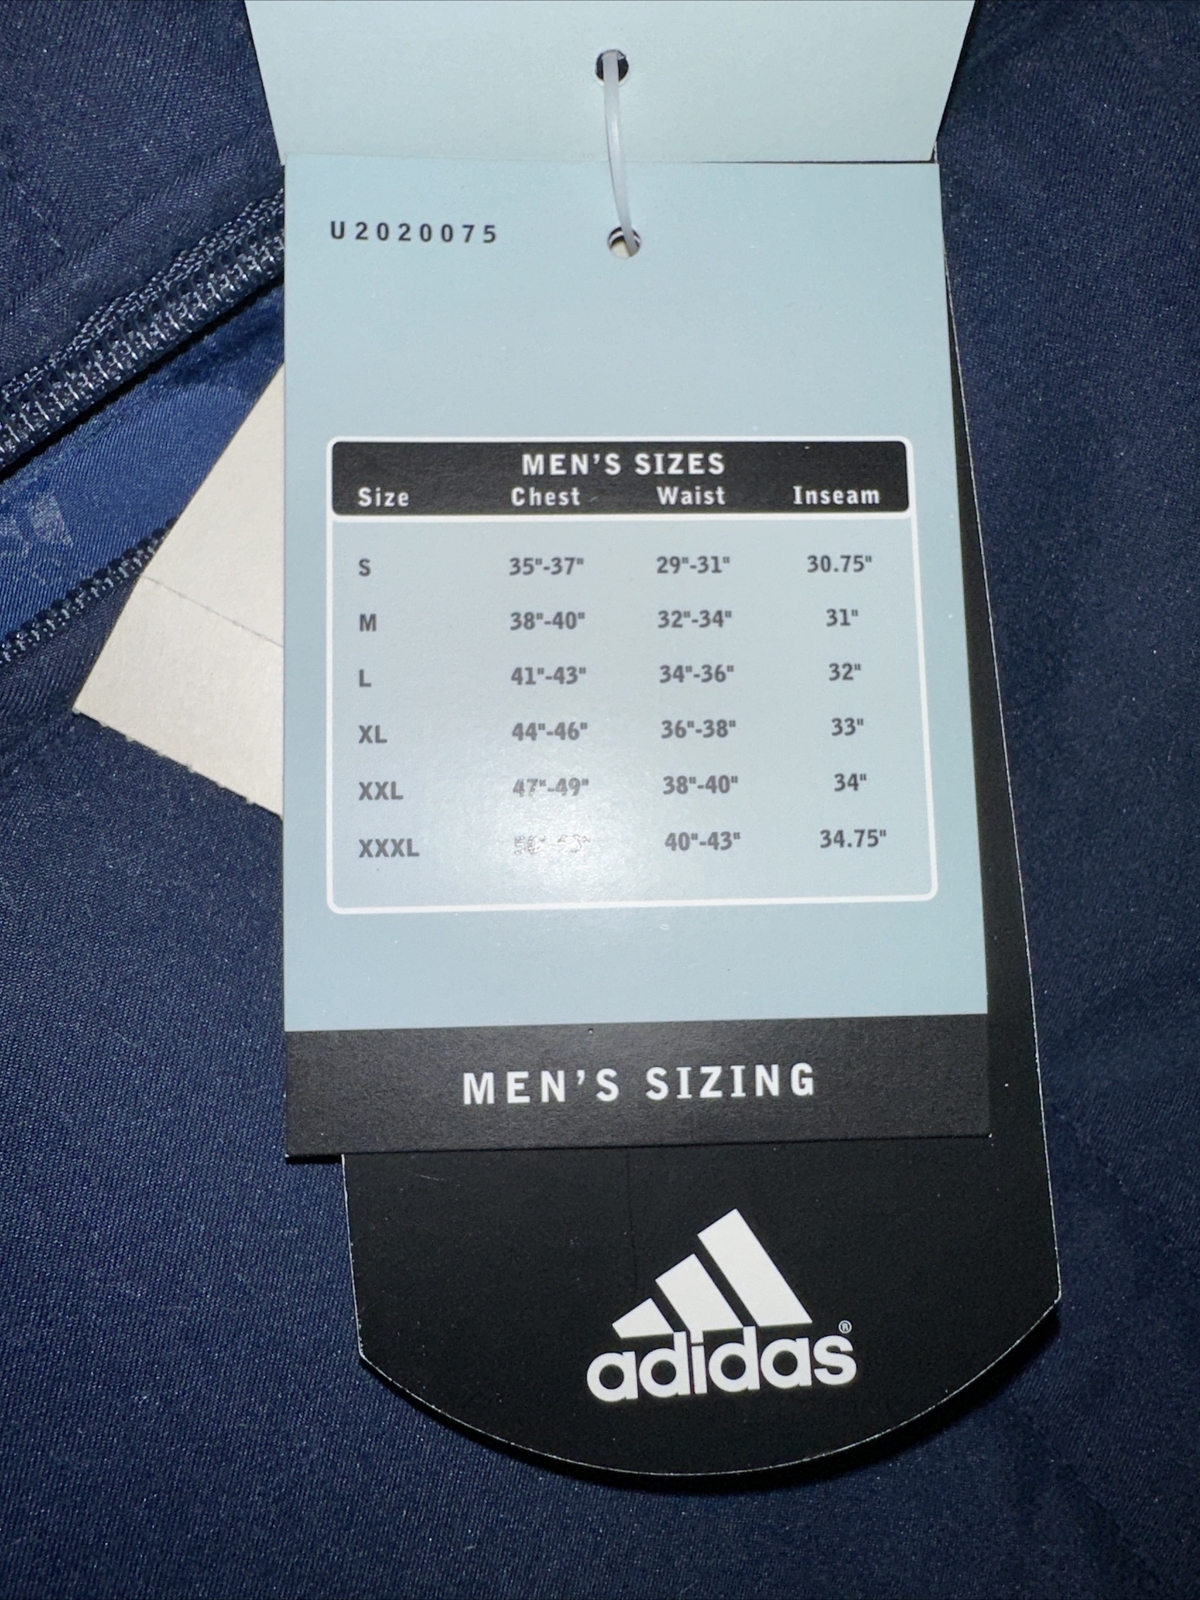 U2020075
MEN'S SIZES
Size Chest Waist Inseam
S 35"-37" 29"-31" 30.75"
M 38"-40" 32"-34" 31"
L 41"-43" 34"-36" 32"
XL 44"-46" 36"-38" 33"
XXL 47"-49" 38"-40" 34"
XXXL 40"-43" 34.75"
MEN'S SIZING
adidas®